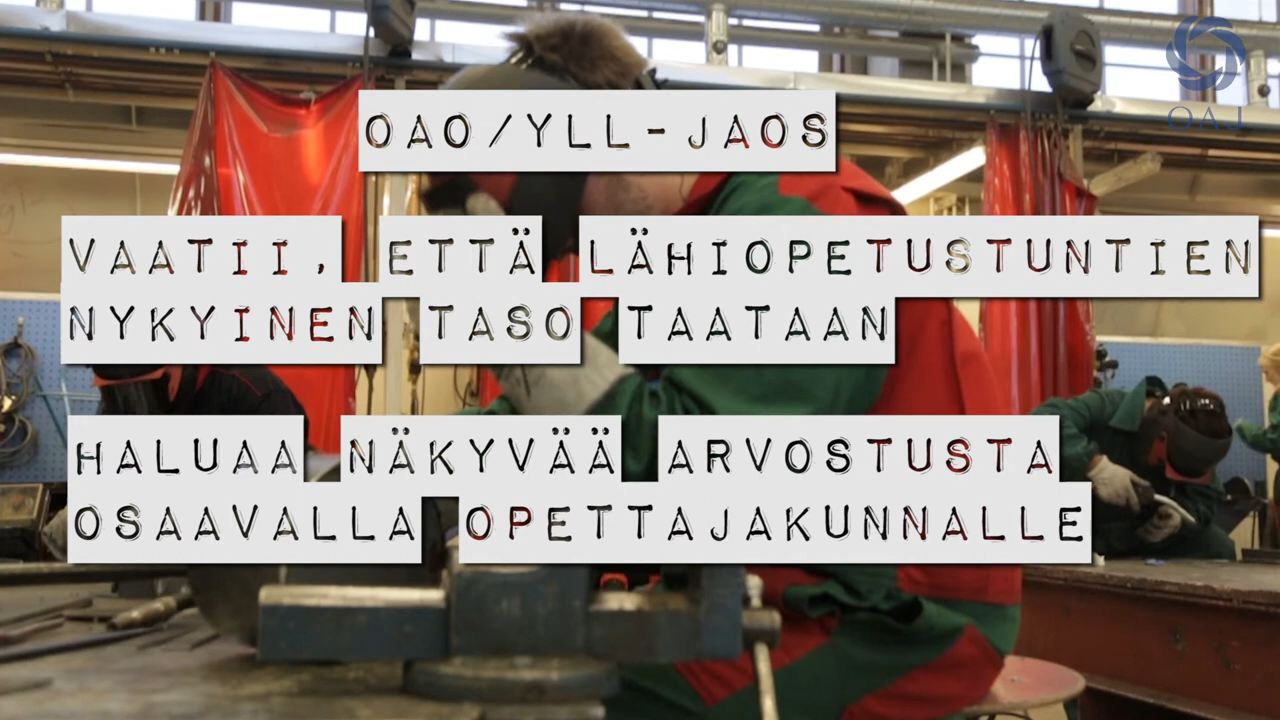 OAJ
OAO/YLL-JAOS
VAATII, ETTÄ LÄHIOPETUSTUNTIEN
NYKYINEN TASO TAATAAN
HALUAA NÄKYVÄÄ ARVOSTUSTA
OSAAVALLA OPETTAJAKUNNALLE